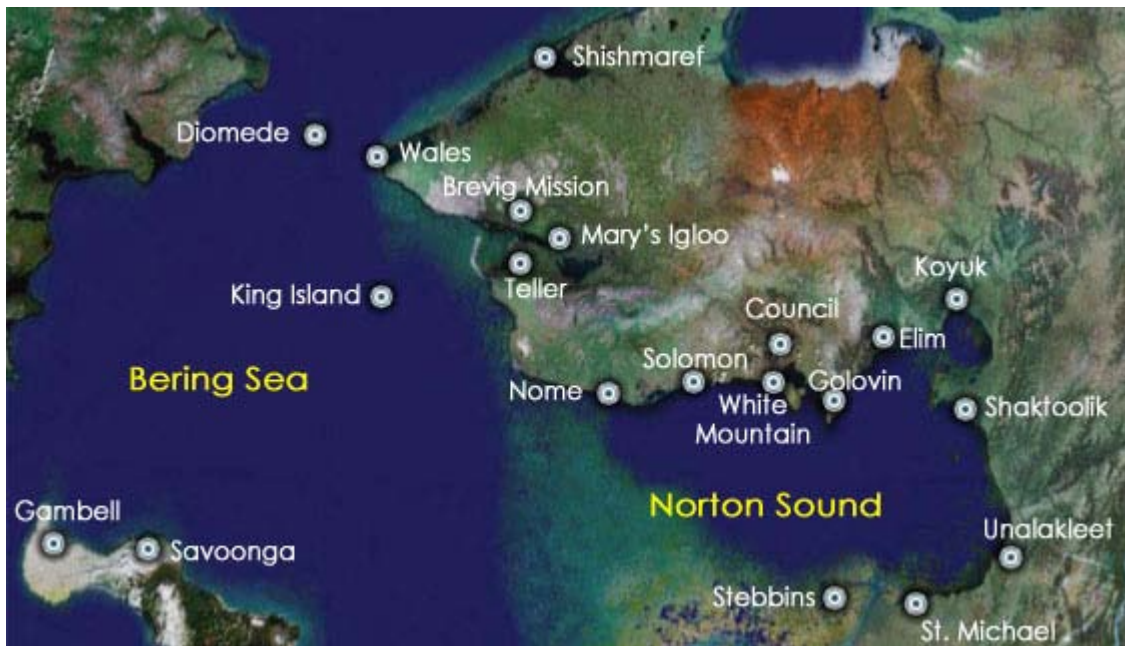 Shishmaref
Diomede
Wales
Brevig Mission
Mary's Igloo
Koyuk
Teller
King Island
Council
Elim
Solomon
Bering Sea
Golovin
Nome
White
Mountain
Shaktoolik
Norton Sound
Gambell
Unalakleet
Savoonga
Stebbins
St. Michael